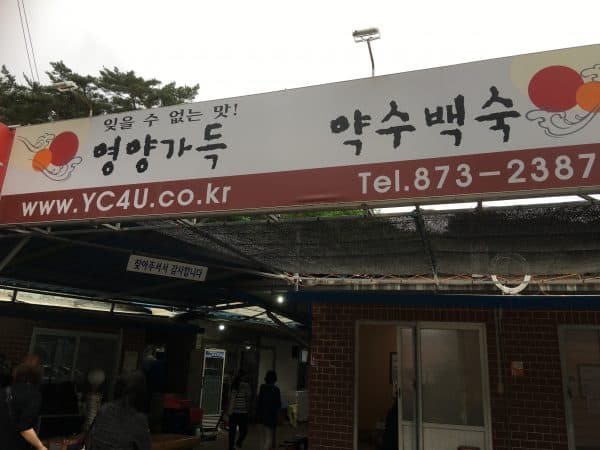 잊을 수 없는 맛!
영양가득 약수백숙
www.YC4U.co.kr Tel.873-2387
찾아주셔서 감사합니다